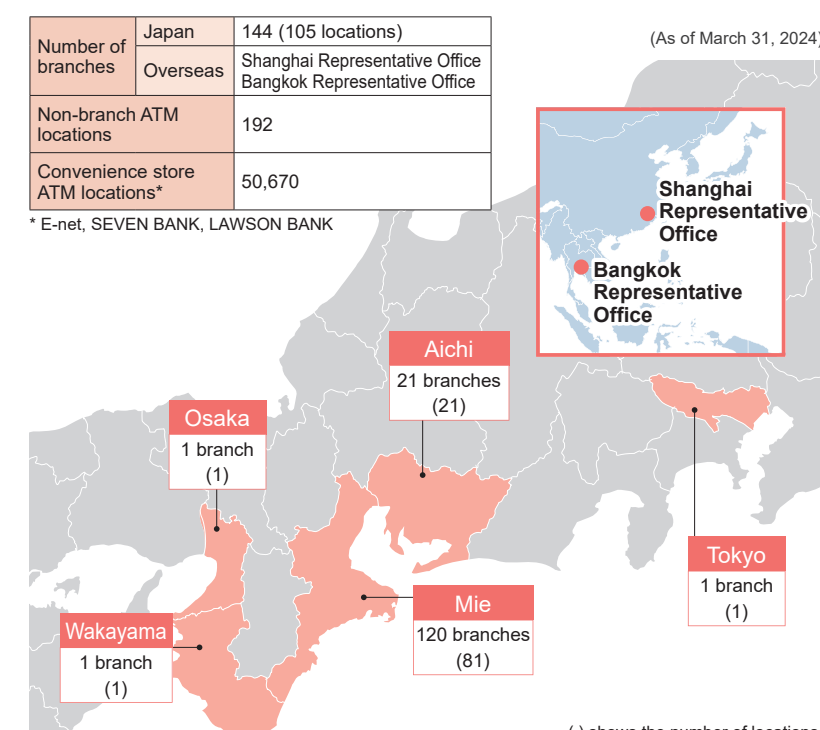 Number of branches
Japan
144 (105 locations)
Overseas
Shanghai Representative Office
Bangkok Representative Office
Non-branch ATM locations
192
Convenience store ATM locations*
50,670
* E-net, SEVEN BANK, LAWSON BANK
(As of March 31, 2024)
Shanghai
Representative
Office
Bangkok
Representative
Office
Aichi
21 branches
(21)
Osaka
1 branch
(1)
Tokyo
1 branch
(1)
Mie
120 branches
(81)
Wakayama
1 branch
(1)
shows the number of locations